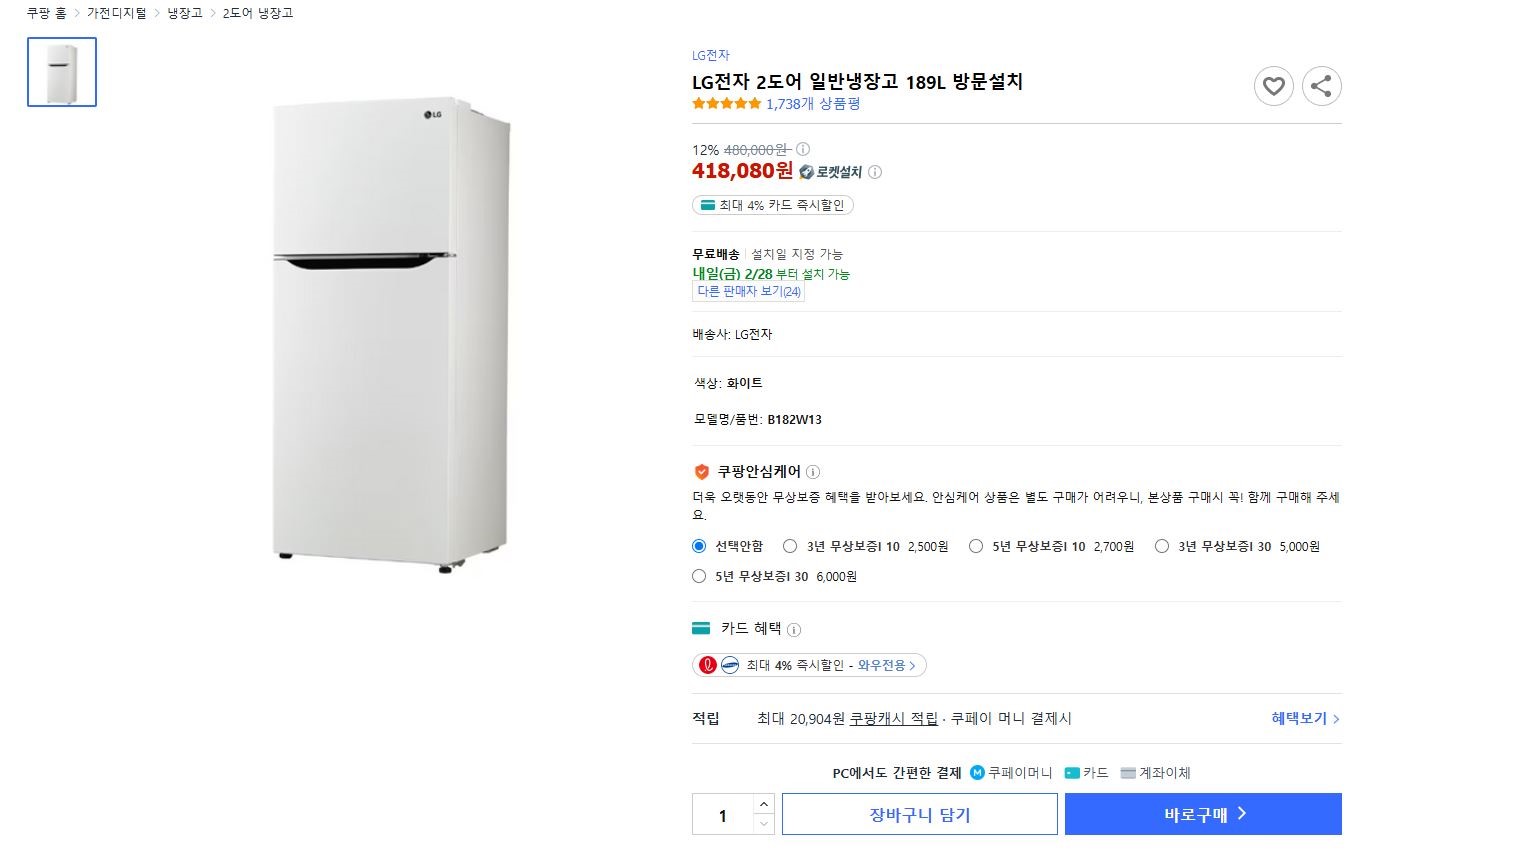 쿠팡 홈 > 가전디지털 > 냉장고 > 2도어 냉장고
LG
LG전자
LG전자 2도어 일반냉장고 189L 방문설치
1,738개 상품평
12% 480,000원
418,080원 로켓설치
최대 4% 카드 즉시할인
무료배송 설치일 지정 가능
내일(금) 2/28 부터 설치 가능
다른 판매자 보기(24)
배송사: LG전자
색상: 화이트
모델명/품번: B182W13
쿠팡안심케어
더욱 오랫동안 무상보증 혜택을 받아보세요. 안심케어 상품은 별도 구매가 어려우니, 본상품 구매시 꼭! 함께 구매해 주세
요.
선택안함 3년 무상보증I 10 2,500원 5년 무상보증I 10 2,700원 3년 무상보증I 30 5,000원
5년 무상보증I 30 6,000원
카드 혜택
최대 4% 즉시할인 - 와우전용 >
적립 최대 20,904원 쿠팡캐시 적립 · 쿠페이 머니 결제시 혜택보기 >
PC에서도 간편한 결제 쿠페이머니 카드 계좌이체
1 장바구니 담기 바로구매 >